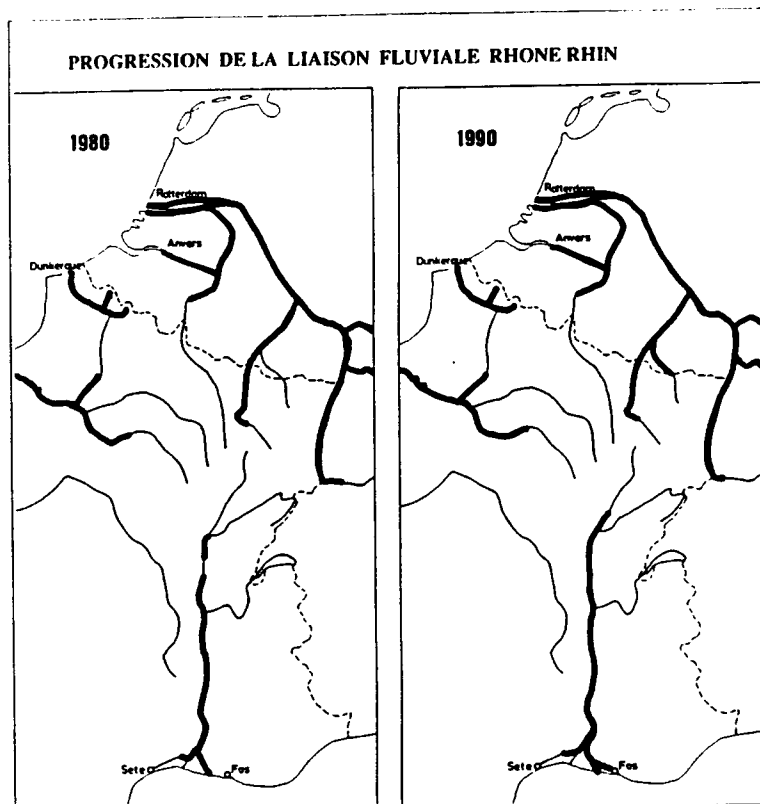 PROGRESSION DE LA LIAISON FLUVIALE RHONE RHIN
1980
Rotterdam
Anvers
Dunkerque
Sete
Fos
1990
Rotterdam
Anvers
Dunkerque
Sete
Fos